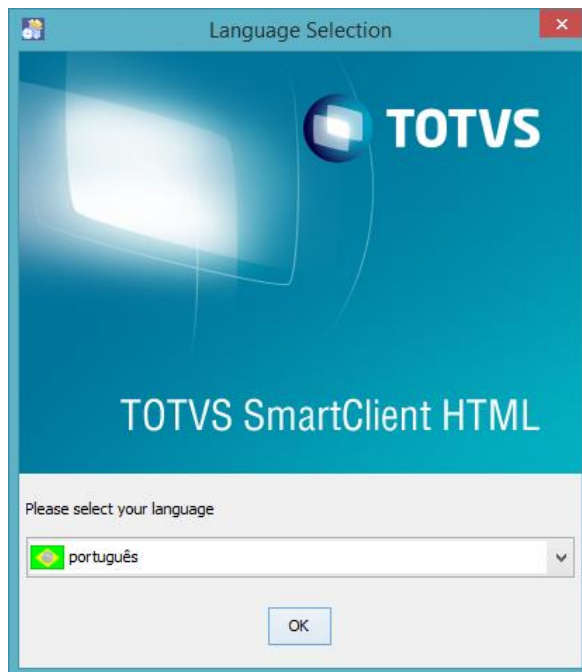 Language Selection
TOTVS
TOTVS SmartClient HTML
Please select your language
português
OK